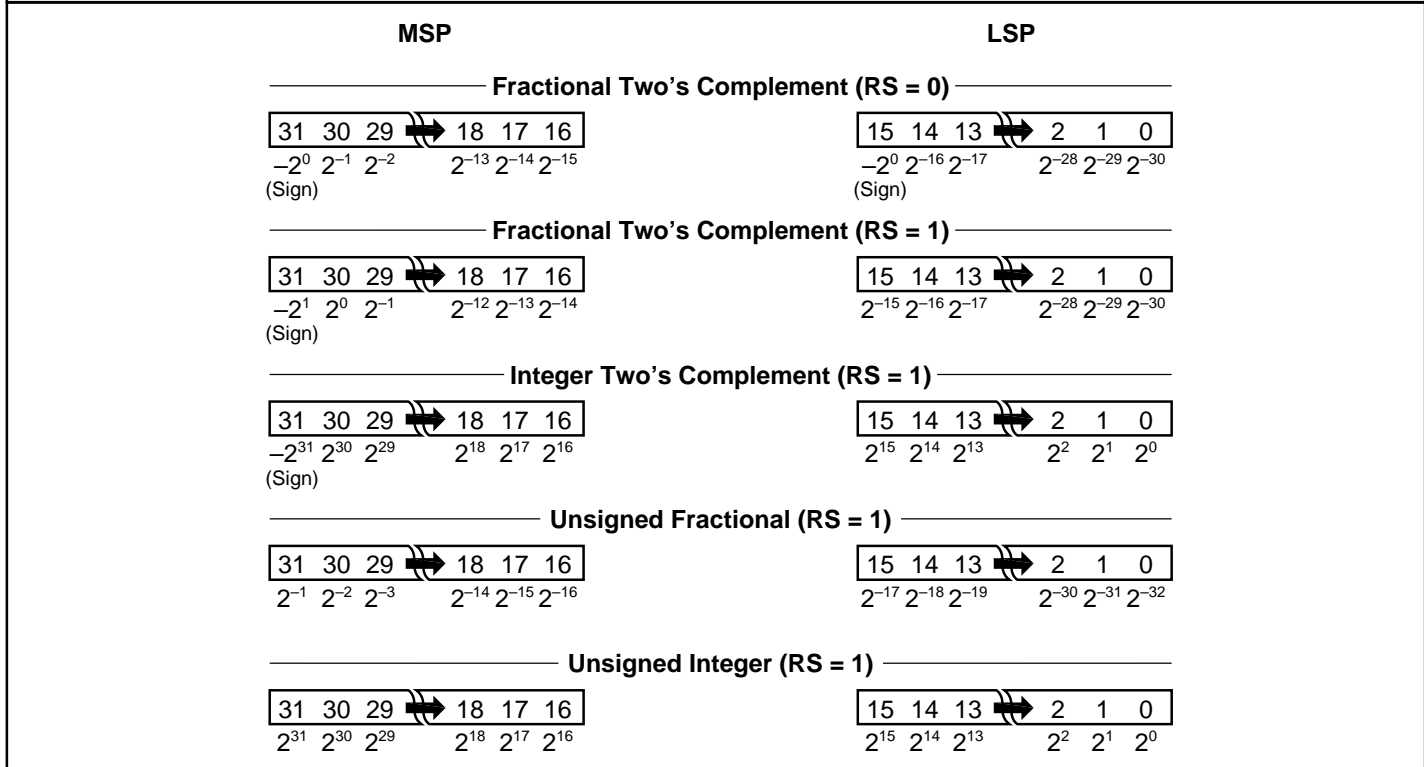 MSP LSP
Fractional Two's Complement (RS = 0)
31 30 29 18 17 16 15 14 13 2 1 0
–2⁰ 2⁻¹ 2⁻² 2⁻¹³ 2⁻¹⁴ 2⁻¹⁵ –2⁰ 2⁻¹⁶ 2⁻¹⁷ 2⁻²⁸ 2⁻²⁹ 2⁻³⁰
(Sign) (Sign)
Fractional Two's Complement (RS = 1)
31 30 29 18 17 16 15 14 13 2 1 0
–2¹ 2⁰ 2⁻¹ 2⁻¹² 2⁻¹³ 2⁻¹⁴ 2⁻¹⁵ 2⁻¹⁶ 2⁻¹⁷ 2⁻²⁸ 2⁻²⁹ 2⁻³⁰
(Sign)
Integer Two's Complement (RS = 1)
31 30 29 18 17 16 15 14 13 2 1 0
–2³¹ 2³⁰ 2²⁹ 2¹⁸ 2¹⁷ 2¹⁶ 2¹⁵ 2¹⁴ 2¹³ 2² 2¹ 2⁰
(Sign)
Unsigned Fractional (RS = 1)
31 30 29 18 17 16 15 14 13 2 1 0
2⁻¹ 2⁻² 2⁻³ 2⁻¹⁴ 2⁻¹⁵ 2⁻¹⁶ 2⁻¹⁷ 2⁻¹⁸ 2⁻¹⁹ 2⁻³⁰ 2⁻³¹ 2⁻³²
Unsigned Integer (RS = 1)
31 30 29 18 17 16 15 14 13 2 1 0
2³¹ 2³⁰ 2²⁹ 2¹⁸ 2¹⁷ 2¹⁶ 2¹⁵ 2¹⁴ 2¹³ 2² 2¹ 2⁰